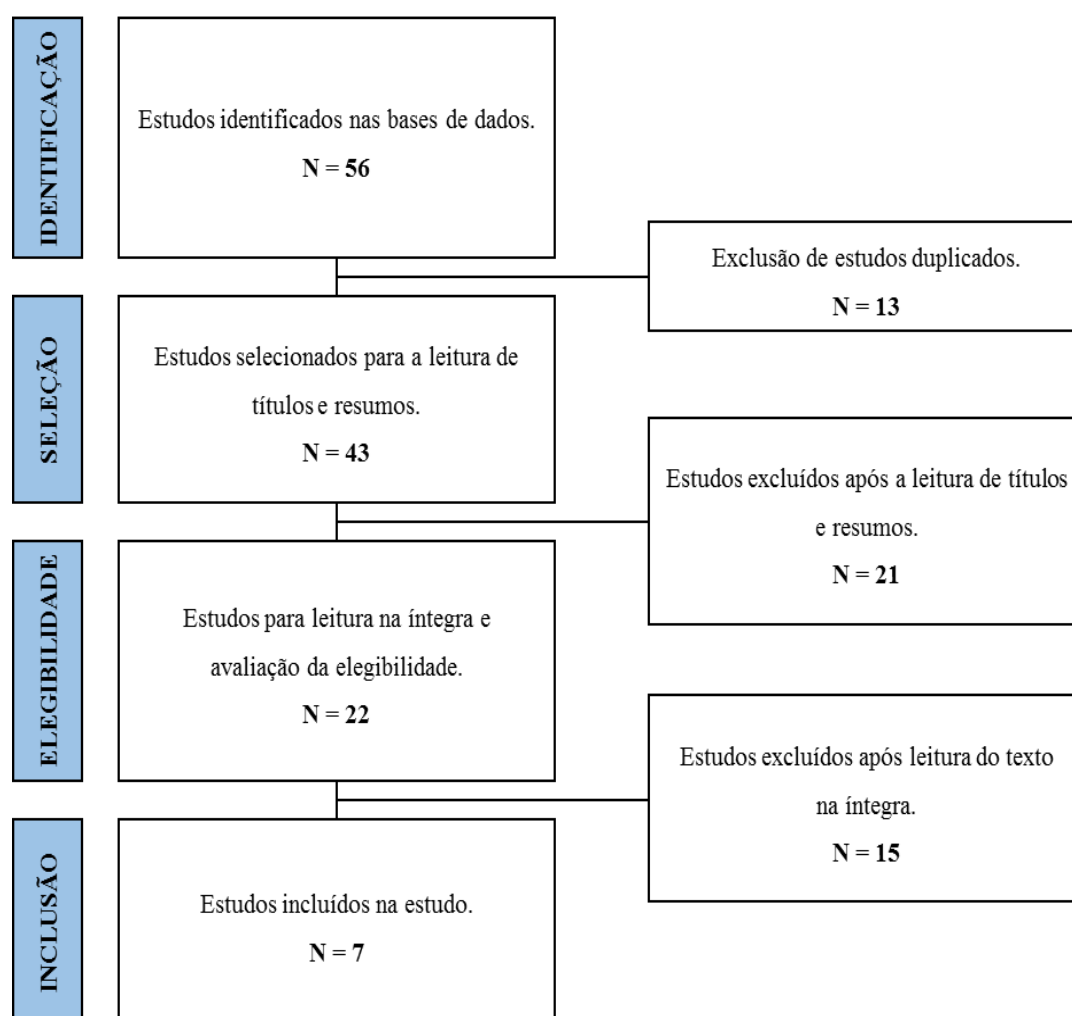 IDENTIFICAÇÃO
Estudos identificados nas bases de dados.
N = 56
Exclusão de estudos duplicados.
N = 13
SELEÇÃO
Estudos selecionados para a leitura de
títulos e resumos.
N = 43
Estudos excluídos após a leitura de títulos
e resumos.
N = 21
ELEGIBILIDADE
Estudos para leitura na íntegra e
avaliação da elegibilidade.
N = 22
Estudos excluídos após leitura do texto
na íntegra.
N = 15
INCLUSÃO
Estudos incluídos na estudo.
N = 7